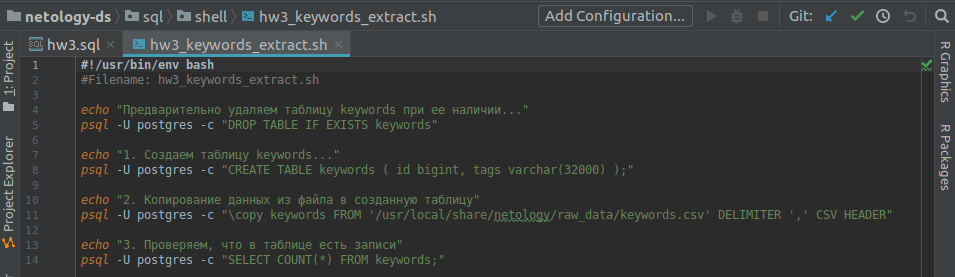 netology-ds sql shell hw3_keywords_extract.sh Add Configuration... Git:
hw3.sql hw3_keywords_extract.sh
1: Project
Project Explorer
R Graphics
R Packages
1 #!/usr/bin/env bash
2 #Filename: hw3_keywords_extract.sh
3
4 echo "Предварительно удаляем таблицу keywords при ее наличии..."
5 psql -U postgres -c "DROP TABLE IF EXISTS keywords"
6
7 echo "1. Создаем таблицу keywords..."
8 psql -U postgres -c "CREATE TABLE keywords ( id bigint, tags varchar(32000) );"
9
10 echo "2. Копирование данных из файла в созданную таблицу"
11 psql -U postgres -c "\copy keywords FROM '/usr/local/share/netology/raw_data/keywords.csv' DELIMITER ',' CSV HEADER"
12
13 echo "3. Проверяем, что в таблице есть записи"
14 psql -U postgres -c "SELECT COUNT(*) FROM keywords;"